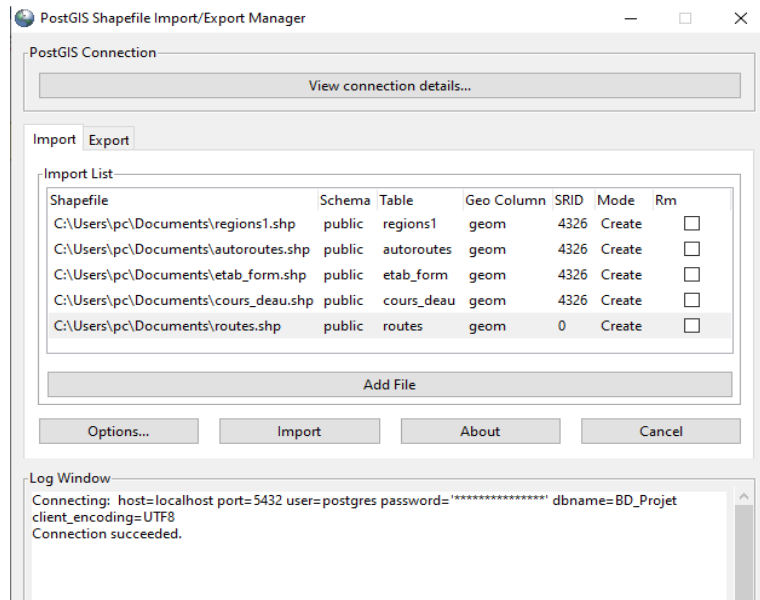 PostGIS Shapefile Import/Export Manager
PostGIS Connection
View connection details...
Import Export
Import List
Shapefile Schema Table Geo Column SRID Mode Rm
C:\Users\pc\Documents\regions1.shp public regions1 geom 4326 Create
C:\Users\pc\Documents\autoroutes.shp public autoroutes geom 4326 Create
C:\Users\pc\Documents\etab_form.shp public etab_form geom 4326 Create
C:\Users\pc\Documents\cours_deau.shp public cours_deau geom 4326 Create
C:\Users\pc\Documents\routes.shp public routes geom 0 Create
Add File
Options... Import About Cancel
Log Window
Connecting: host=localhost port=5432 user=postgres password='***************' dbname=BD_Projet
client_encoding=UTF8
Connection succeeded.